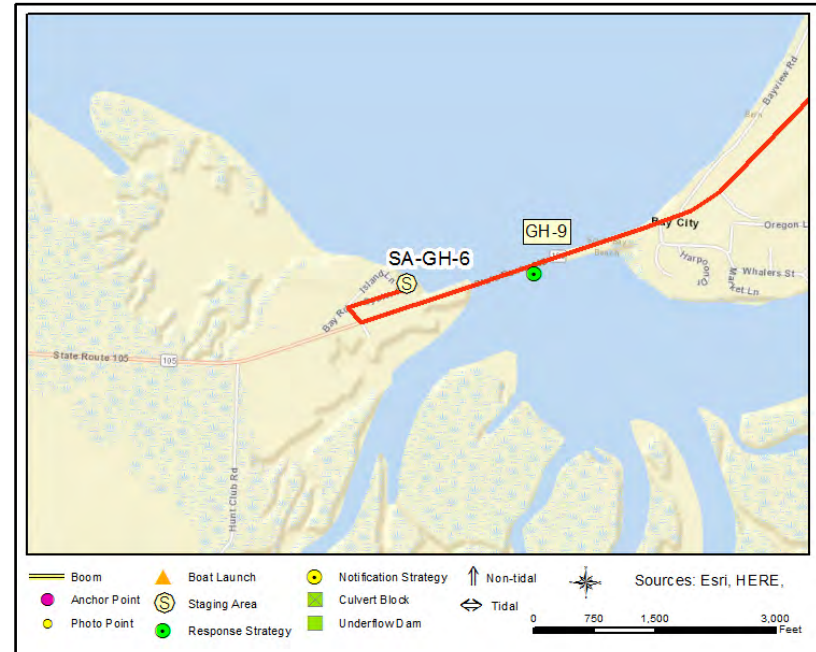 Bayview Rd
Bay City
Oregon L
GH-9
Harpoon Dr
Whalers St
Market Ln
SA-GH-6
Island Ln
Bay Rd
105
State Route 105
105
Hunt Club Rd
Boom
Boat Launch
Notification Strategy
Non-tidal
Sources: Esri, HERE,
Anchor Point
Staging Area
S
Culvert Block
Tidal
Photo Point
Response Strategy
Underflow Dam
0 750 1,500 3,000
Feet